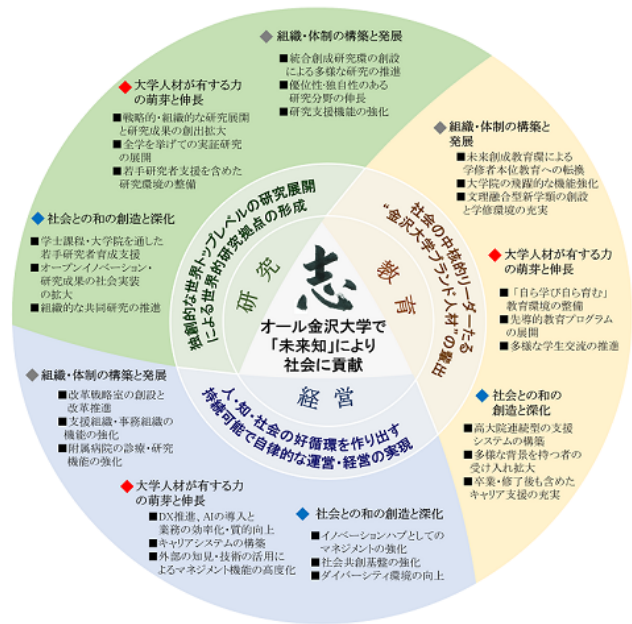 ◆組織・体制の構築と発展
■統合創成研究環の創設
による多様な研究の推進
■優位性・独自性のある
研究分野の伸長
■研究支援機能の強化
◆大学人材が有する力
の萌芽と伸長
■戦略的・組織的な研究展開
と研究成果の創出拡大
■全学を挙げての実証研究
の展開
■若手研究者支援を含めた
研究環境の整備
◆社会との和の創造と深化
■学士課程・大学院を通した
若手研究者育成支援
■オープンイノベーション・
研究成果の社会実装
の拡大
■組織的な共同研究の推進
◆組織・体制の構築と
発展
■未来創成教育環による
学修者本位教育への転換
■大学院の飛躍的な機能強化
■文理融合型新学類の創設
と学修環境の充実
◆大学人材が有する力
の萌芽と伸長
■「自ら学び自ら育む」
教育環境の整備
■先導的教育プログラム
の展開
■多様な学生交流の推進
◆社会との和の
創造と深化
■高大院連続型の支援
システムの構築
■多様な背景を持つ者の
受け入れ拡大
■卒業・修了後も含めた
キャリア支援の充実
独創的な世界トップレベルの研究展開
による世界的研究拠点の形成
研究
社会の中核的リーダーたる
“金沢大学ブランド人材”の輩出
教育
志
オール金沢大学で
「未来知」により
社会に貢献
経営
人・知・社会の好循環を作り出す
持続可能で自律的な運営・経営の実現
◆組織・体制の構築と発展
■改革戦略室の創設と
改革推進
■支援組織・事務組織の
機能の強化
■附属病院の診療・研究
機能の強化
◆大学人材が有する力
の萌芽と伸長
■DX推進、AIの導入と
業務の効率化・質的向上
■キャリアシステムの構築
■外部の知見・技術の活用に
よるマネジメント機能の高度化
◆社会との和の創造と深化
■イノベーションハブとしての
マネジメントの強化
■社会共創基盤の強化
■ダイバーシティ環境の向上